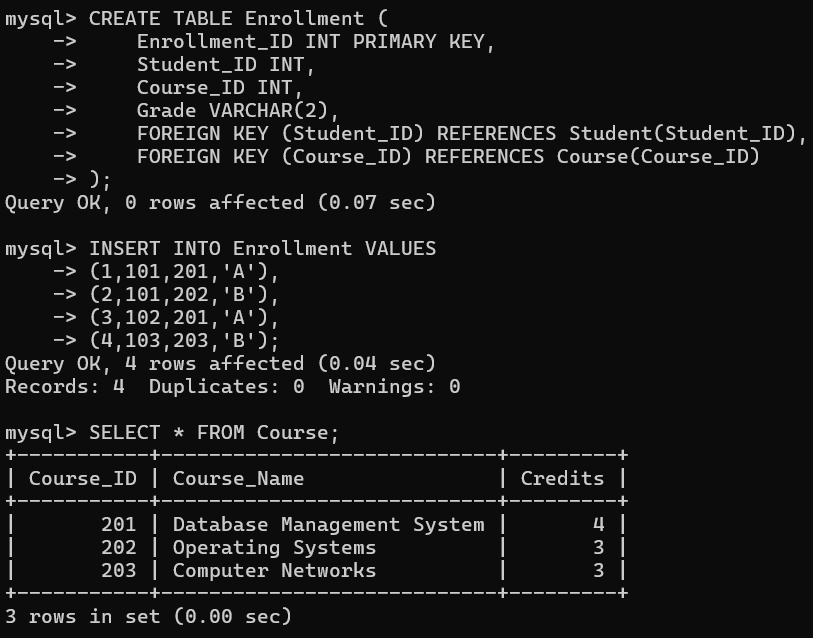 mysql> CREATE TABLE Enrollment (
    ->     Enrollment_ID INT PRIMARY KEY,
    ->     Student_ID INT,
    ->     Course_ID INT,
    ->     Grade VARCHAR(2),
    ->     FOREIGN KEY (Student_ID) REFERENCES Student(Student_ID),
    ->     FOREIGN KEY (Course_ID) REFERENCES Course(Course_ID)
    -> );
Query OK, 0 rows affected (0.07 sec)

mysql> INSERT INTO Enrollment VALUES
    -> (1,101,201,'A'),
    -> (2,101,202,'B'),
    -> (3,102,201,'A'),
    -> (4,103,203,'B');
Query OK, 4 rows affected (0.04 sec)
Records: 4  Duplicates: 0  Warnings: 0

mysql> SELECT * FROM Course;
+-----------+----------------------------+---------+
| Course_ID | Course_Name                | Credits |
+-----------+----------------------------+---------+
|       201 | Database Management System |       4 |
|       202 | Operating Systems          |       3 |
|       203 | Computer Networks          |       3 |
+-----------+----------------------------+---------+
3 rows in set (0.00 sec)